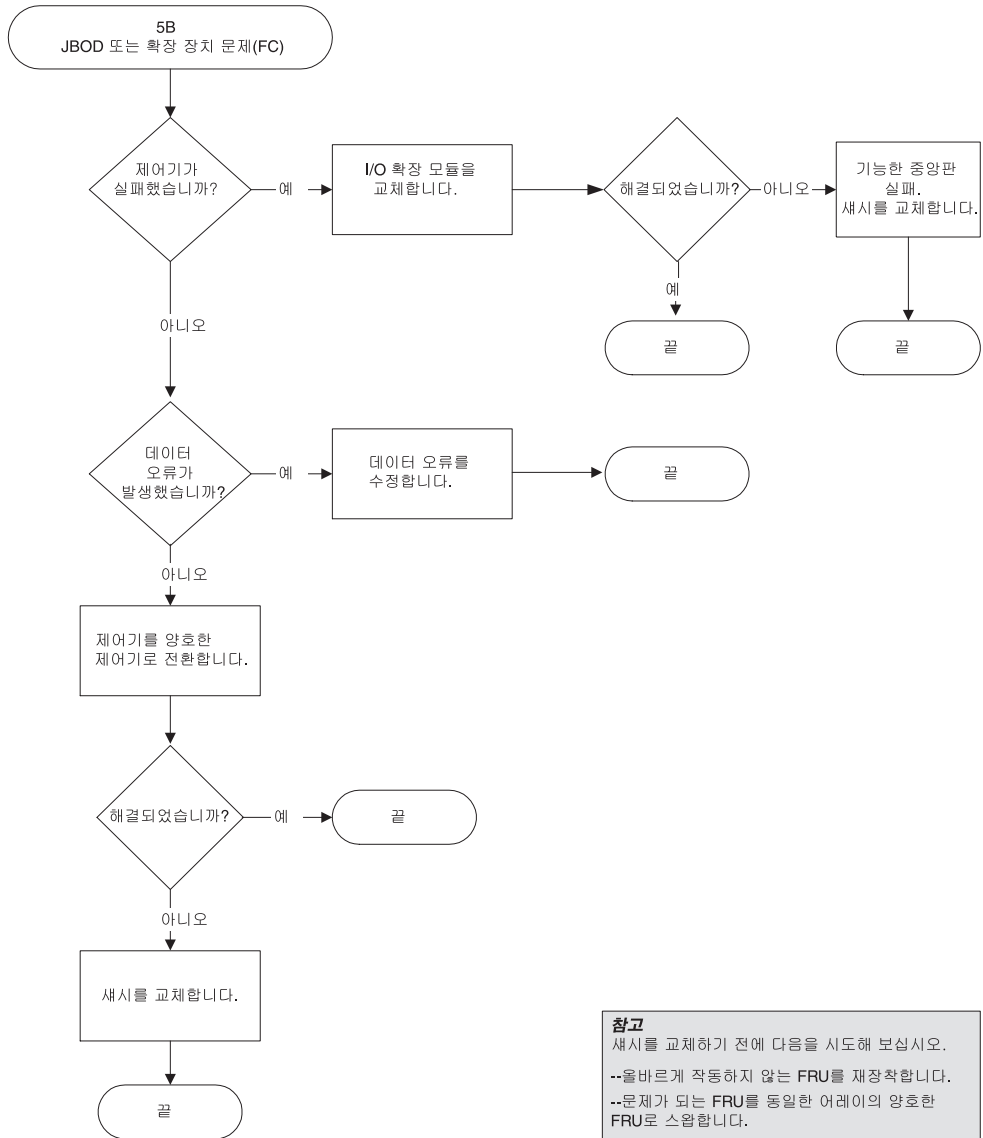 5B
JBOD 또는 확장 장치 문제(FC)
제어기가
실패했습니까?
예
I/O 확장 모듈을
교체합니다.
해결되었습니까?
아니오
기능한 중앙판
실패.
섀시를 교체합니다.
예
끝
끝
아니오
데이터
오류가
발생했습니까?
예
데이터 오류를
수정합니다.
끝
아니오
제어기를 양호한
제어기로 전환합니다.
해결되었습니까?
예
끝
아니오
섀시를 교체합니다.
끝
참고
섀시를 교체하기 전에 다음을 시도해 보십시오.
--올바르게 작동하지 않는 FRU를 재장착합니다.
--문제가 되는 FRU를 동일한 어레이의 양호한
FRU로 스왑합니다.